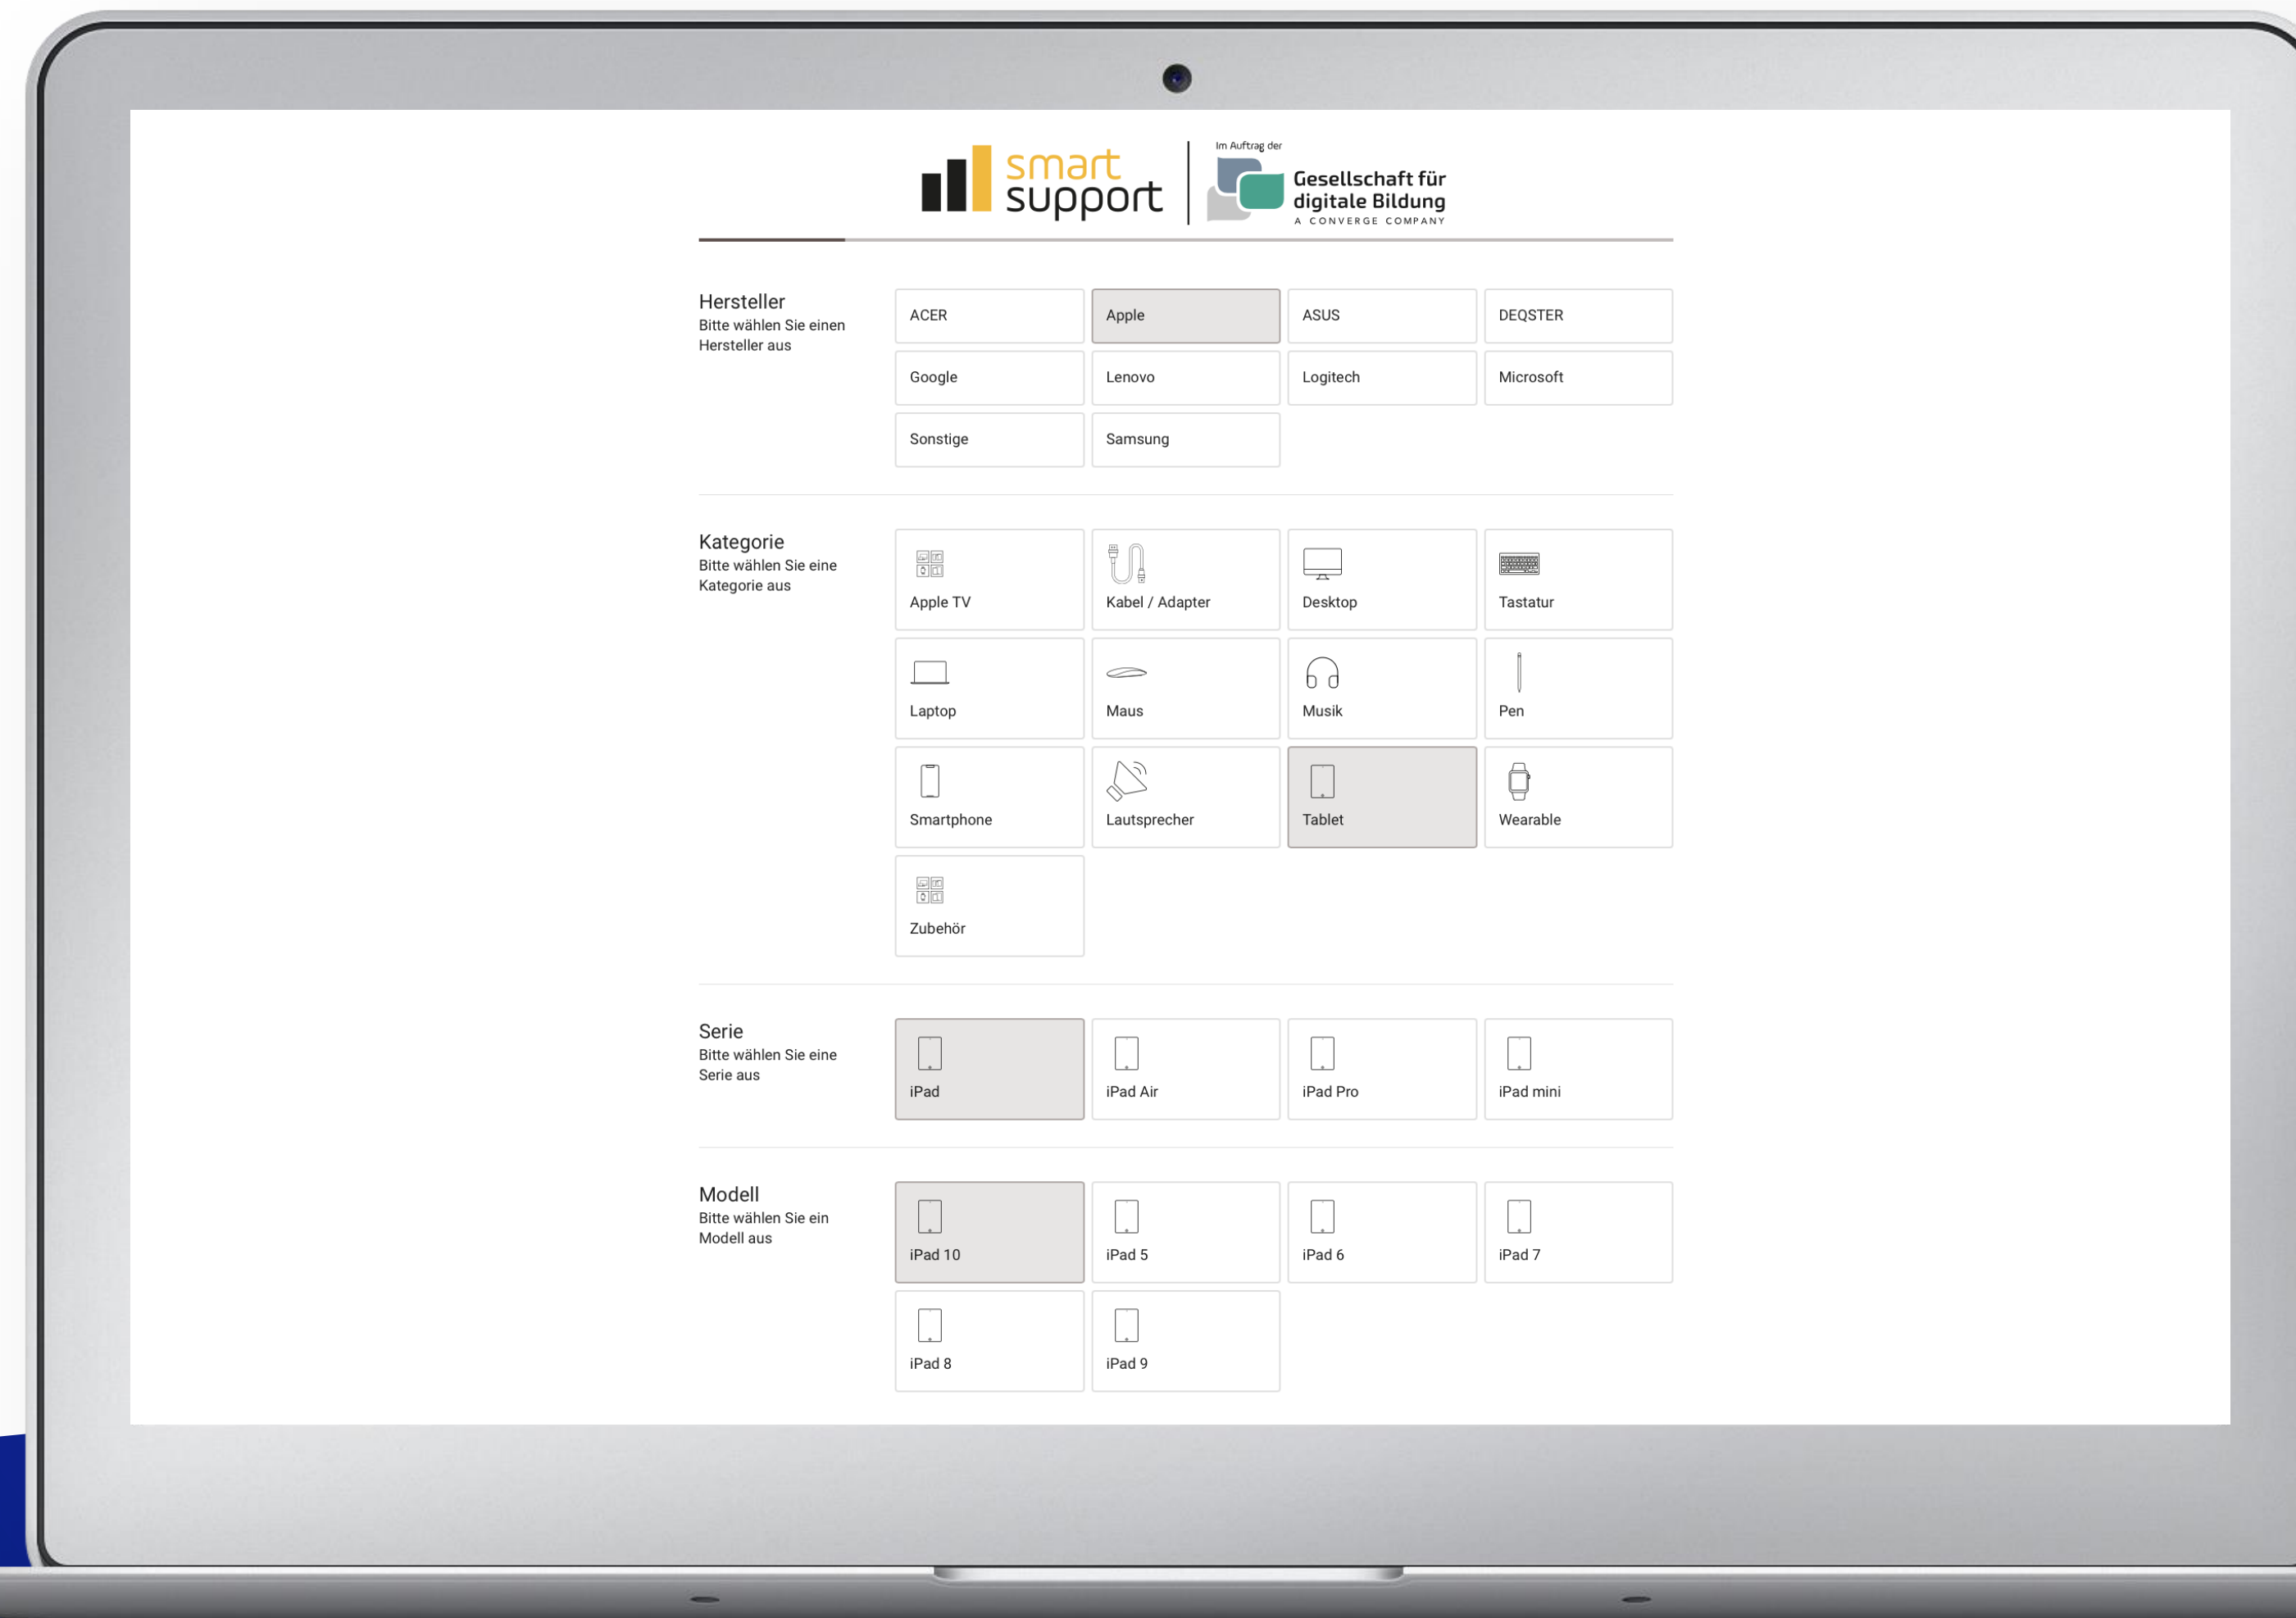 smart
support
Im Auftrag der
Gesellschaft für
digitale Bildung
A CONVERGE COMPANY
Hersteller
Bitte wählen Sie einen
Hersteller aus
ACER
Apple
ASUS
DEQSTER
Google
Lenovo
Logitech
Microsoft
Sonstige
Samsung
Kategorie
Bitte wählen Sie eine
Kategorie aus
Apple TV
Kabel / Adapter
Desktop
Tastatur
Laptop
Maus
Musik
Pen
Smartphone
Lautsprecher
Tablet
Wearable
Zubehör
Serie
Bitte wählen Sie eine
Serie aus
iPad
iPad Air
iPad Pro
iPad mini
Modell
Bitte wählen Sie ein
Modell aus
iPad 10
iPad 5
iPad 6
iPad 7
iPad 8
iPad 9